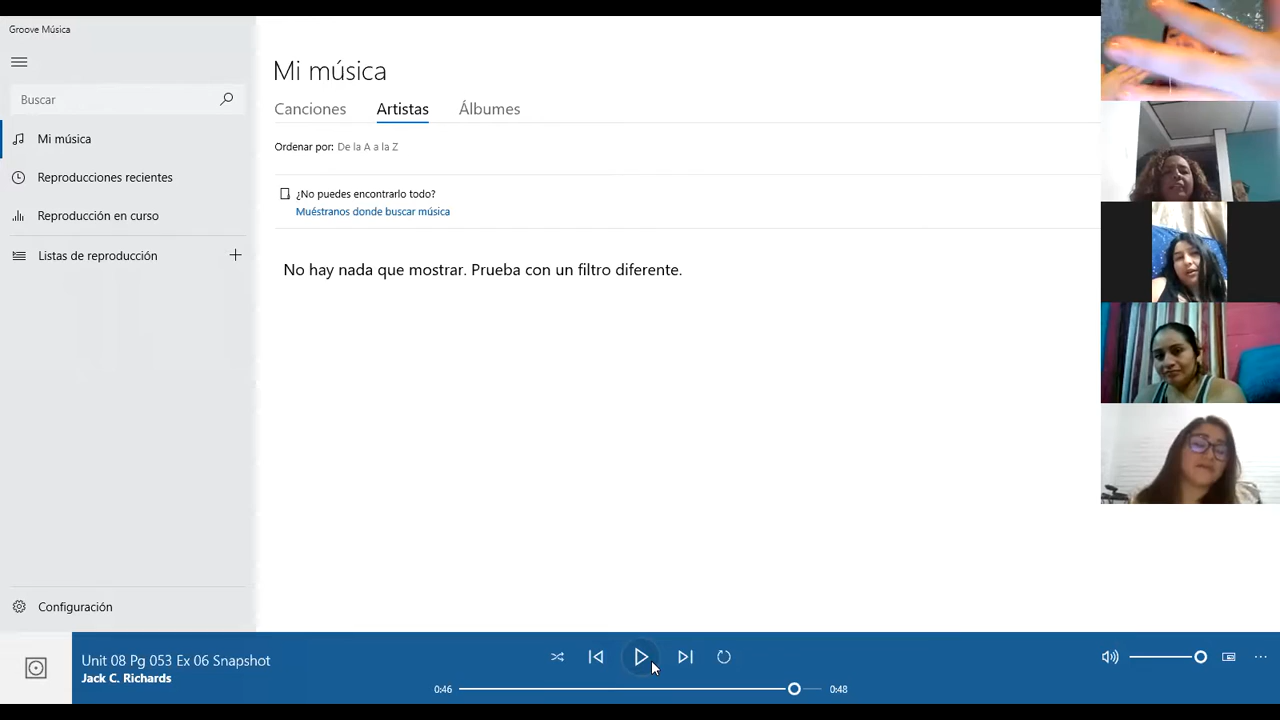 Groove Música
Buscar
Mi música
Reproducciones recientes
Reproducción en curso
Listas de reproducción
Configuración
Mi música
Canciones Artistas Álbumes
Ordenar por: De la A a la Z
¿No puedes encontrarlo todo?
Muéstranos donde buscar música
No hay nada que mostrar. Prueba con un filtro diferente.
Unit 08 Pg 053 Ex 06 Snapshot
Jack C. Richards
0:46 0:48